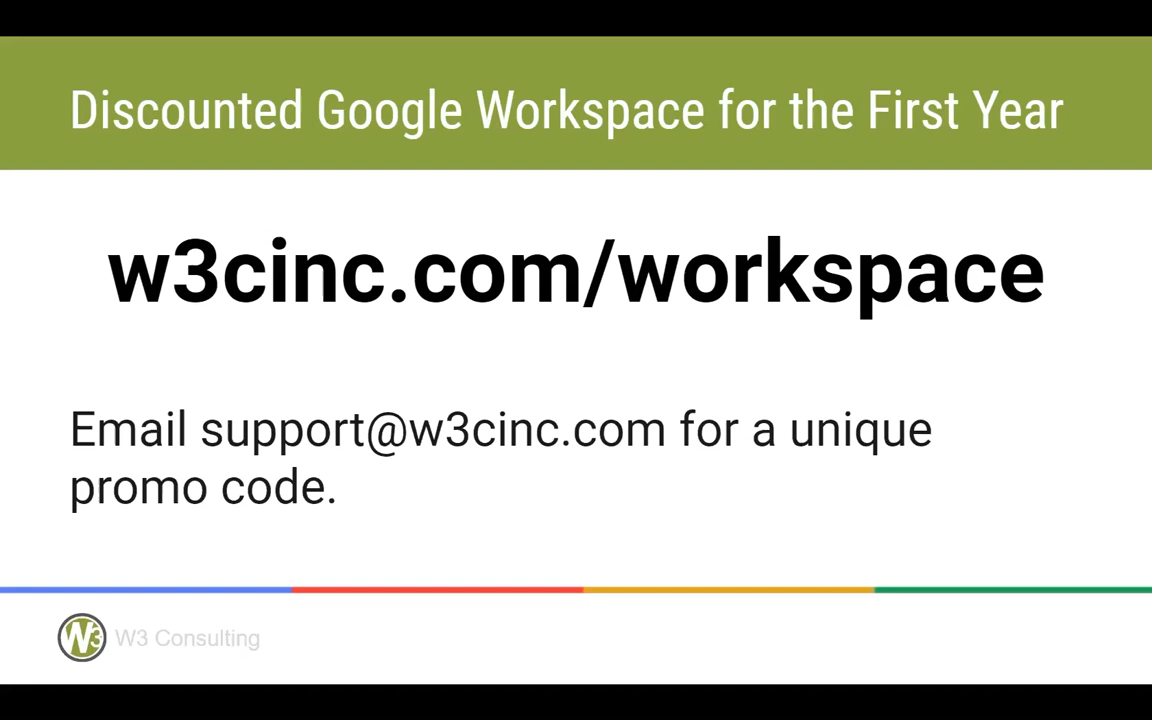 Discounted Google Workspace for the First Year
w3cinc.com/workspace
Email support@w3cinc.com for a unique
promo code.
W3 W3 Consulting